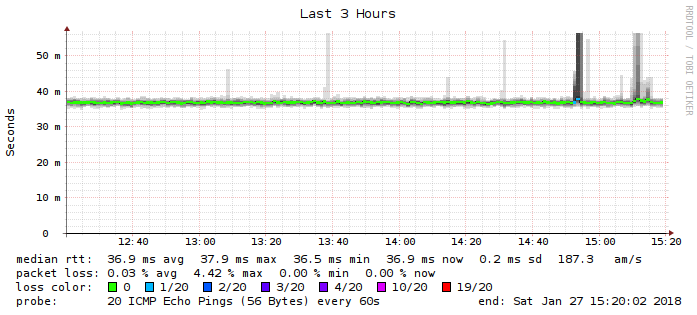 Last 3 Hours
RRDTOOL / TOBI OETIKER
Seconds
50 m
40 m
30 m
20 m
10 m
0
12:40 13:00 13:20 13:40 14:00 14:20 14:40 15:00 15:20
median rtt: 36.9 ms avg 37.9 ms max 36.5 ms min 36.9 ms now 0.2 ms sd 187.3 am/s
packet loss: 0.03 % avg 4.42 % max 0.00 % min 0.00 % now
loss color: 0 1/20 2/20 3/20 4/20 10/20 19/20
probe: 20 ICMP Echo Pings (56 Bytes) every 60s end: Sat Jan 27 15:20:02 2018